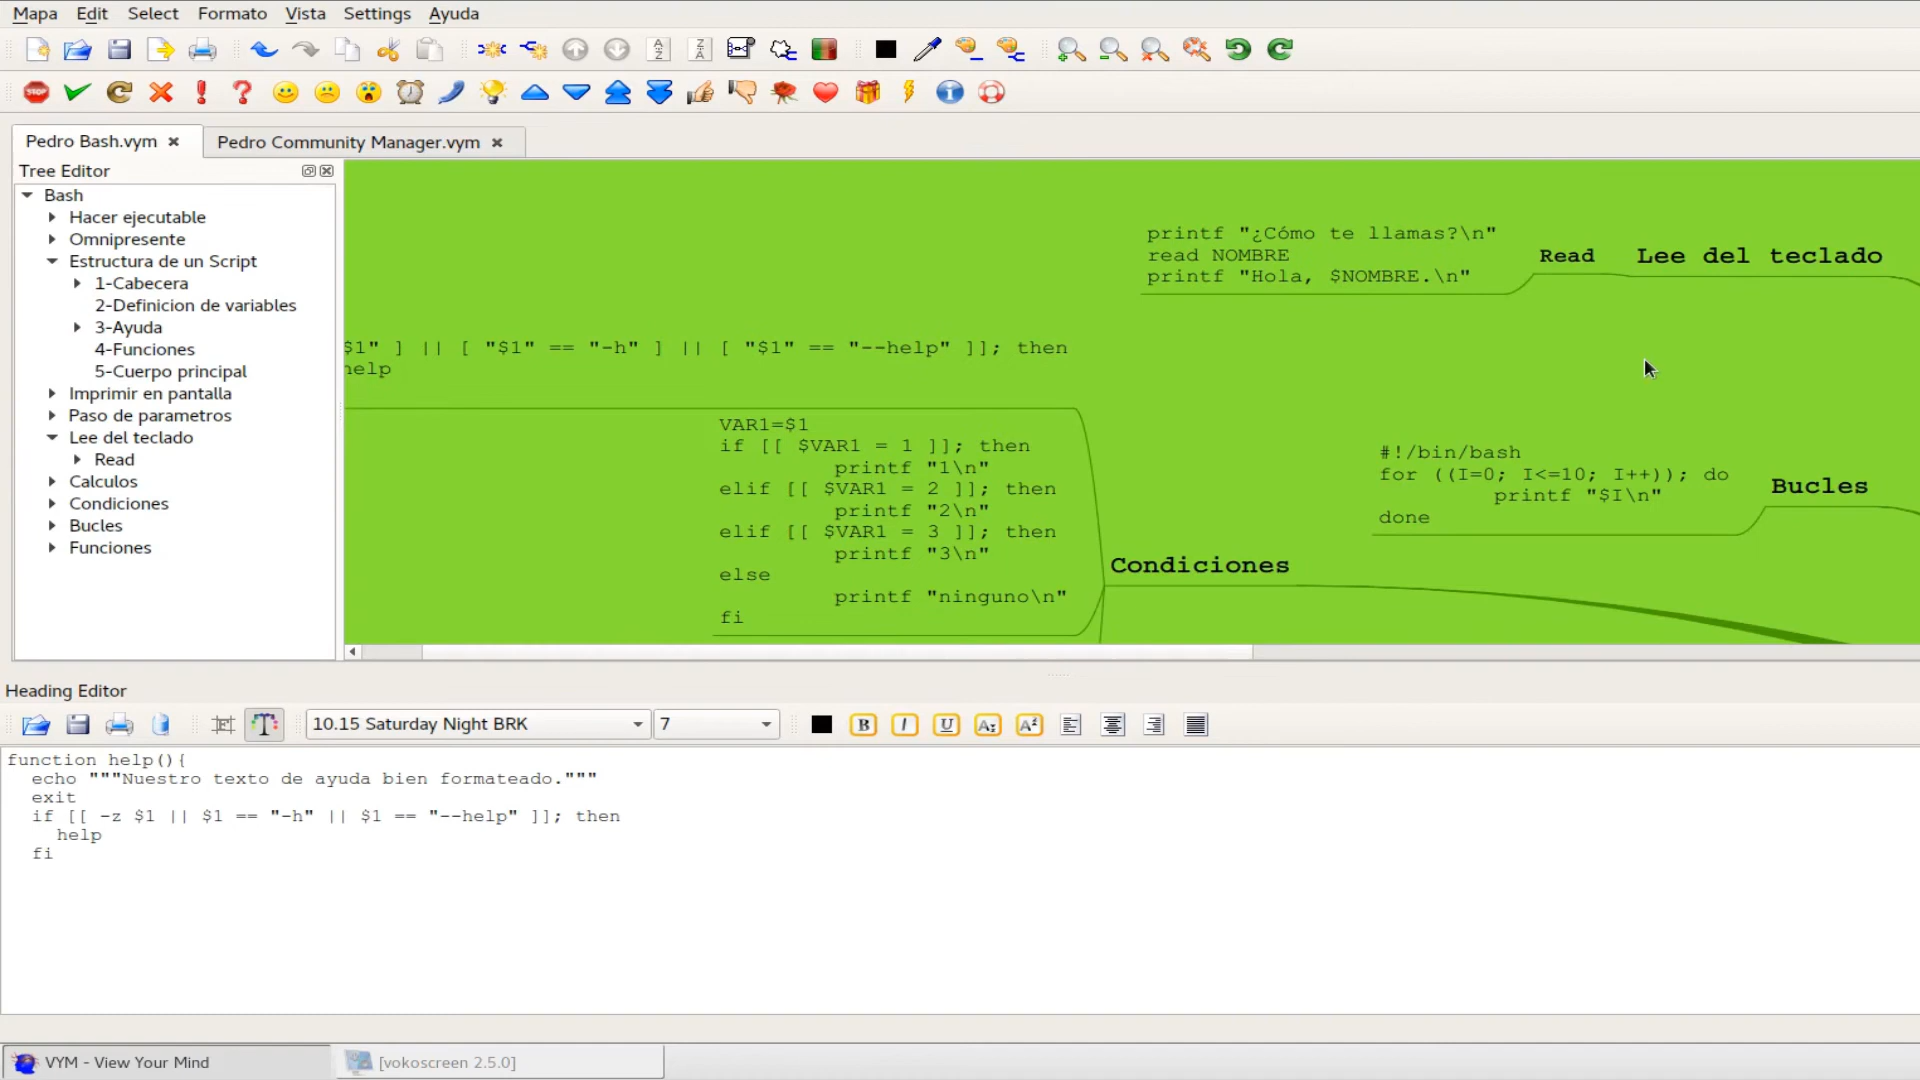 Mapa Edit Select Formato Vista Settings Ayuda
A Z
Z A
STOP
Pedro Bash.vym
Pedro Community Manager.vym
Tree Editor
Bash
Hacer ejecutable
Omnipresente
Estructura de un Script
1-Cabecera
2-Definicion de variables
3-Ayuda
4-Funciones
5-Cuerpo principal
Imprimir en pantalla
Paso de parametros
Lee del teclado
Read
Calculos
Condiciones
Bucles
Funciones
printf "¿Cómo te llamas?\n"
read NOMBRE
printf "Hola, $NOMBRE.\n"
Read
Lee del teclado
$1" ] || [ "$1" == "-h" ] || [ "$1" == "--help" ]]; then
help
VAR1=$1
if [[ $VAR1 = 1 ]]; then
printf "1\n"
elif [[ $VAR1 = 2 ]]; then
printf "2\n"
elif [[ $VAR1 = 3 ]]; then
printf "3\n"
else
printf "ninguno\n"
fi
Condiciones
#!/bin/bash
for ((I=0; I<=10; I++)); do
printf "$I\n"
done
Bucles
Heading Editor
10.15 Saturday Night BRK
7
B I U A2 A2
function help(){
echo """Nuestro texto de ayuda bien formateado."""
exit
if [[ -z $1 || $1 == "-h" || $1 == "--help" ]]; then
help
fi
VYM - View Your Mind
[vokoscreen 2.5.0]